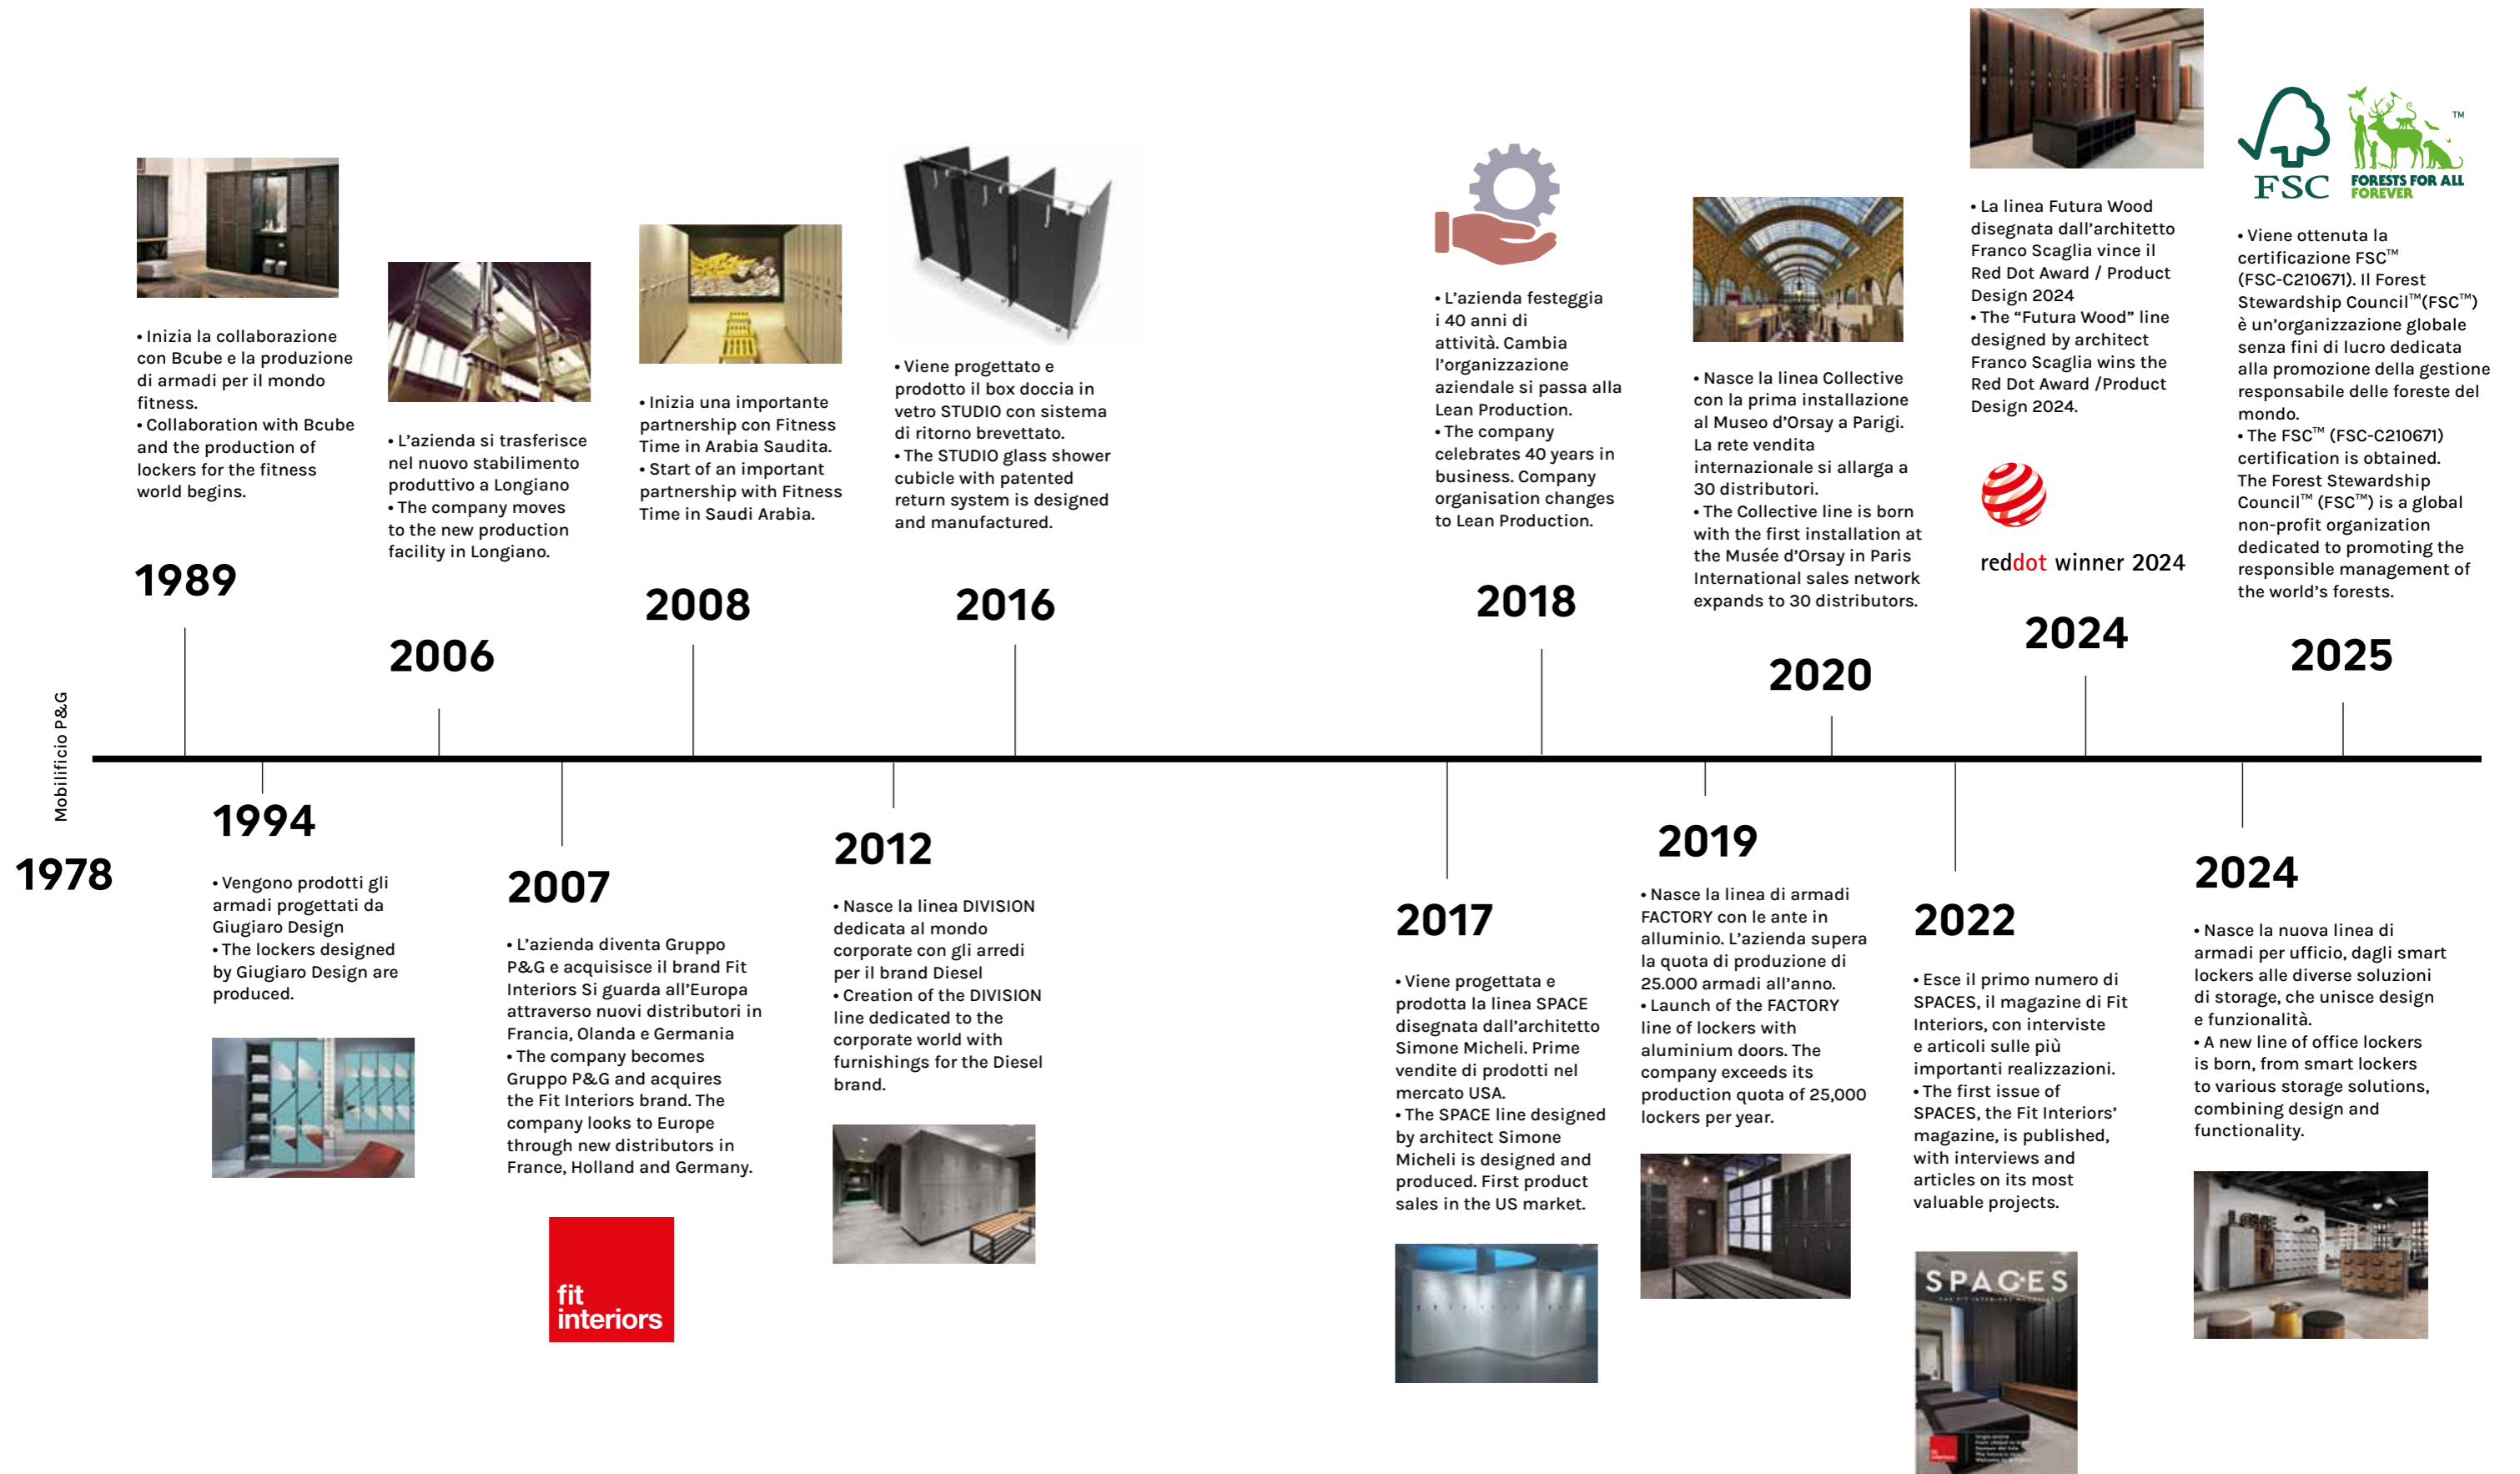 Mobilificio P&G
1978
• Inizia la collaborazione
con Bcube e la produzione
di armadi per il mondo
fitness.
• Collaboration with Bcube
and the production of
lockers for the fitness
world begins.
1989
1994
• Vengono prodotti gli
armadi progettati da
Giugiaro Design
• The lockers designed
by Giugiaro Design are
produced.
• L’azienda si trasferisce
nel nuovo stabilimento
produttivo a Longiano
• The company moves
to the new production
facility in Longiano.
2006
2007
• L’azienda diventa Gruppo
P&G e acquisisce il brand Fit
Interiors Si guarda all’Europa
attraverso nuovi distributori in
Francia, Olanda e Germania
• The company becomes
Gruppo P&G and acquires
the Fit Interiors brand. The
company looks to Europe
through new distributors in
France, Holland and Germany.
fit
interiors
• Inizia una importante
partnership con Fitness
Time in Arabia Saudita.
• Start of an important
partnership with Fitness
Time in Saudi Arabia.
2008
2012
• Nasce la linea DIVISION
dedicata al mondo
corporate con gli arredi
per il brand Diesel
• Creation of the DIVISION
line dedicated to the
corporate world with
furnishings for the Diesel
brand.
• Viene progettato e
prodotto il box doccia in
vetro STUDIO con sistema
di ritorno brevettato.
• The STUDIO glass shower
cubicle with patented
return system is designed
and manufactured.
2016
2017
• Viene progettata e
prodotta la linea SPACE
disegnata dall’architetto
Simone Micheli. Prime
vendite di prodotti nel
mercato USA.
• The SPACE line designed
by architect Simone
Micheli is designed and
produced. First product
sales in the US market.
• L’azienda festeggia
i 40 anni di
attività. Cambia
l’organizzazione
aziendale si passa alla
Lean Production.
• The company
celebrates 40 years in
business. Company
organisation changes
to Lean Production.
2018
2019
• Nasce la linea di armadi
FACTORY con le ante in
alluminio. L’azienda supera
la quota di produzione di
25.000 armadi all’anno.
• Launch of the FACTORY
line of lockers with
aluminium doors. The
company exceeds its
production quota of 25,000
lockers per year.
• Nasce la linea Collective
con la prima installazione
al Museo d’Orsay a Parigi.
La rete vendita
internazionale si allarga a
30 distributori.
• The Collective line is born
with the first installation at
the Musée d’Orsay in Paris
International sales network
expands to 30 distributors.
2020
2022
• Esce il primo numero di
SPACES, il magazine di Fit
Interiors, con interviste
e articoli sulle più
importanti realizzazioni.
• The first issue of
SPACES, the Fit Interiors’
magazine, is published,
with interviews and
articles on its most
valuable projects.
SPACES
• La linea Futura Wood
disegnata dall’architetto
Franco Scaglia vince il
Red Dot Award / Product
Design 2024
• The “Futura Wood” line
designed by architect
Franco Scaglia wins the
Red Dot Award /Product
Design 2024.
reddot winner 2024
2024
2024
• Nasce la nuova linea di
armadi per ufficio, dagli smart
lockers alle diverse soluzioni
di storage, che unisce design
e funzionalità.
• A new line of office lockers
is born, from smart lockers
to various storage solutions,
combining design and
functionality.
FSC
TM
FORESTS FOR ALL
FOREVER
• Viene ottenuta la
certificazione FSC™
(FSC-C210671). Il Forest
Stewardship Council™(FSC™)
è un’organizzazione globale
senza fini di lucro dedicata
alla promozione della gestione
responsabile delle foreste del
mondo.
• The FSC™ (FSC-C210671)
certification is obtained.
The Forest Stewardship
Council™ (FSC™) is a global
non-profit organization
dedicated to promoting the
responsible management of
the world’s forests.
2025